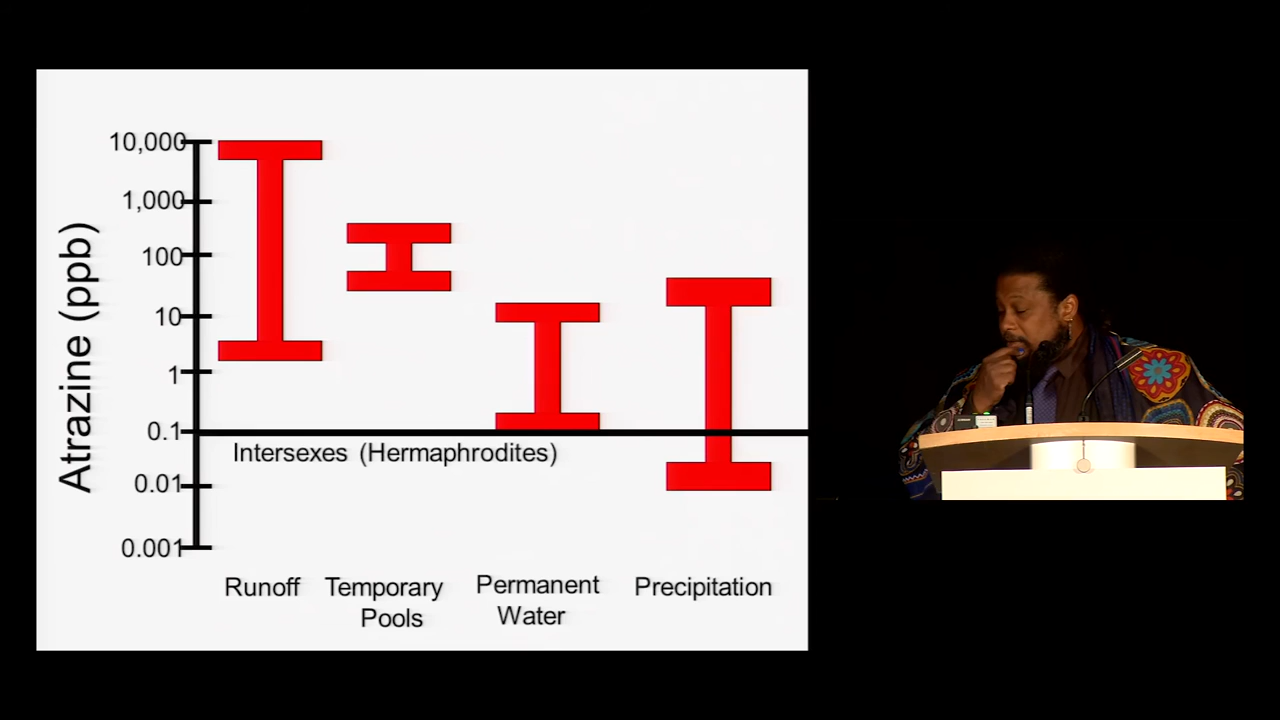 10,000
1,000
100
10
1
0.1
0.01
0.001
Atrazine (ppb)
Intersexes (Hermaphrodites)
Runoff
Temporary
Pools
Permanent
Water
Precipitation